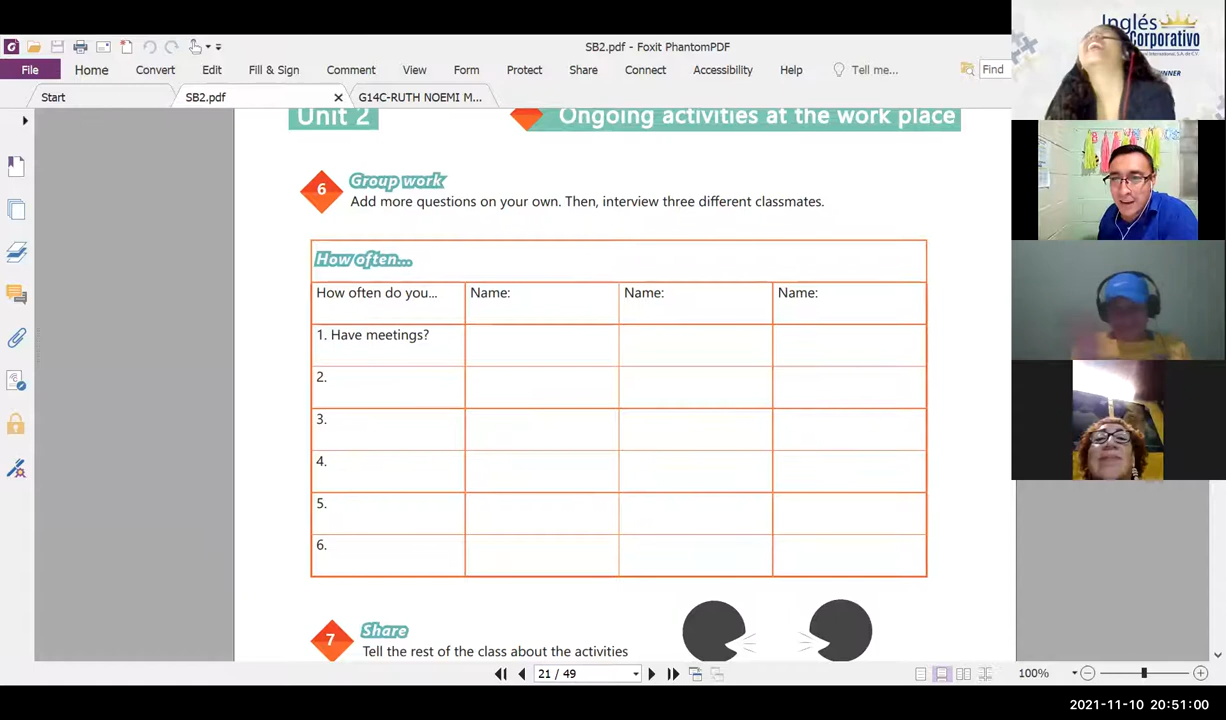 SB2.pdf - Foxit PhantomPDF
File Home Convert Edit Fill & Sign Comment View Form Protect Share Connect Accessibility Help Tell me... Find
Start SB2.pdf G14C-RUTH NOEMI M...
Unit 2 Ongoing activities at the work place
6 Group work
Add more questions on your own. Then, interview three different classmates.
How often...
How often do you... Name: Name: Name:
1. Have meetings?
2.
3.
4.
5.
6.
7 Share
Tell the rest of the class about the activities
21 / 49 100%
Inglés
Corporativo
2021-11-10 20:51:00